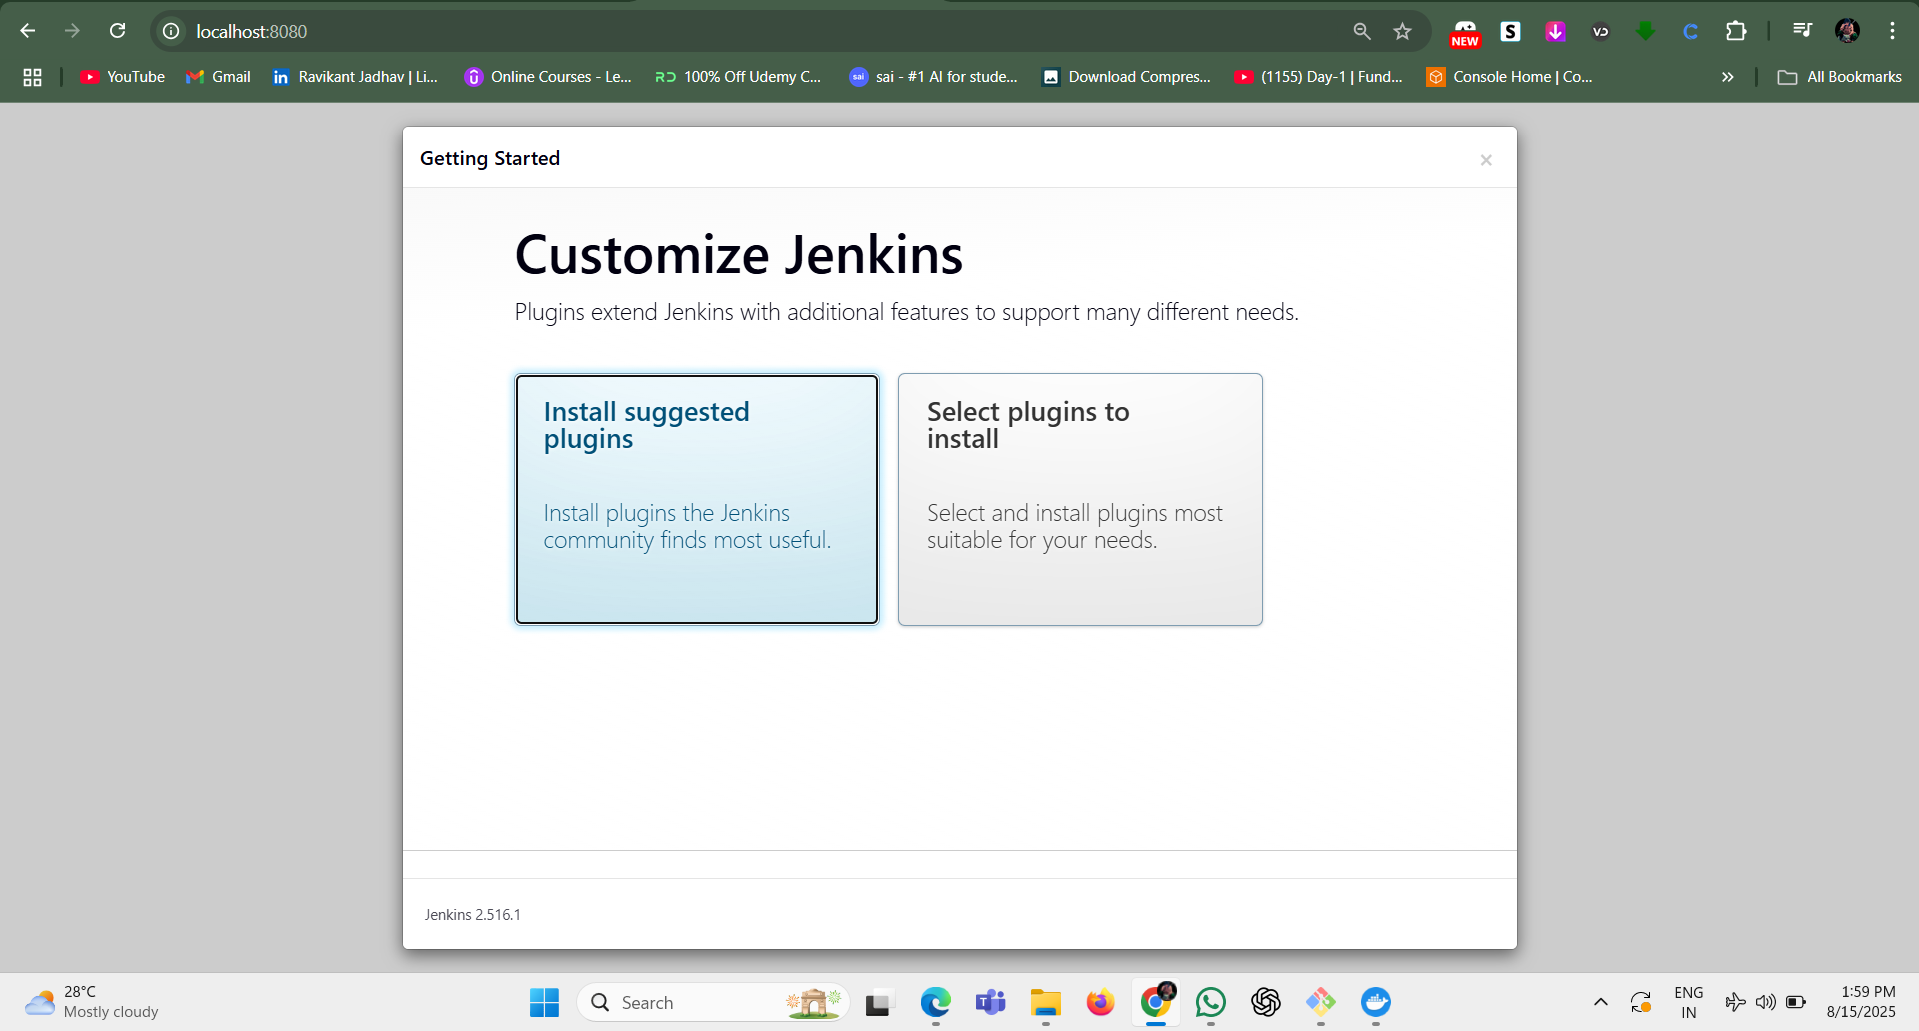 localhost:8080
NEW
S
VD
C
YouTube
Gmail
in Ravikant Jadhav | Li...
Online Courses - Le...
RD 100% Off Udemy C...
sai sai - #1 AI for stude...
Download Compres...
(1155) Day-1 | Fund...
Console Home | Co...
All Bookmarks
Getting Started
Customize Jenkins
Plugins extend Jenkins with additional features to support many different needs.
Install suggested
plugins
Install plugins the Jenkins
community finds most useful.
Select plugins to
install
Select and install plugins most
suitable for your needs.
Jenkins 2.516.1
28°C
Mostly cloudy
Search
ENG
IN
1:59 PM
8/15/2025